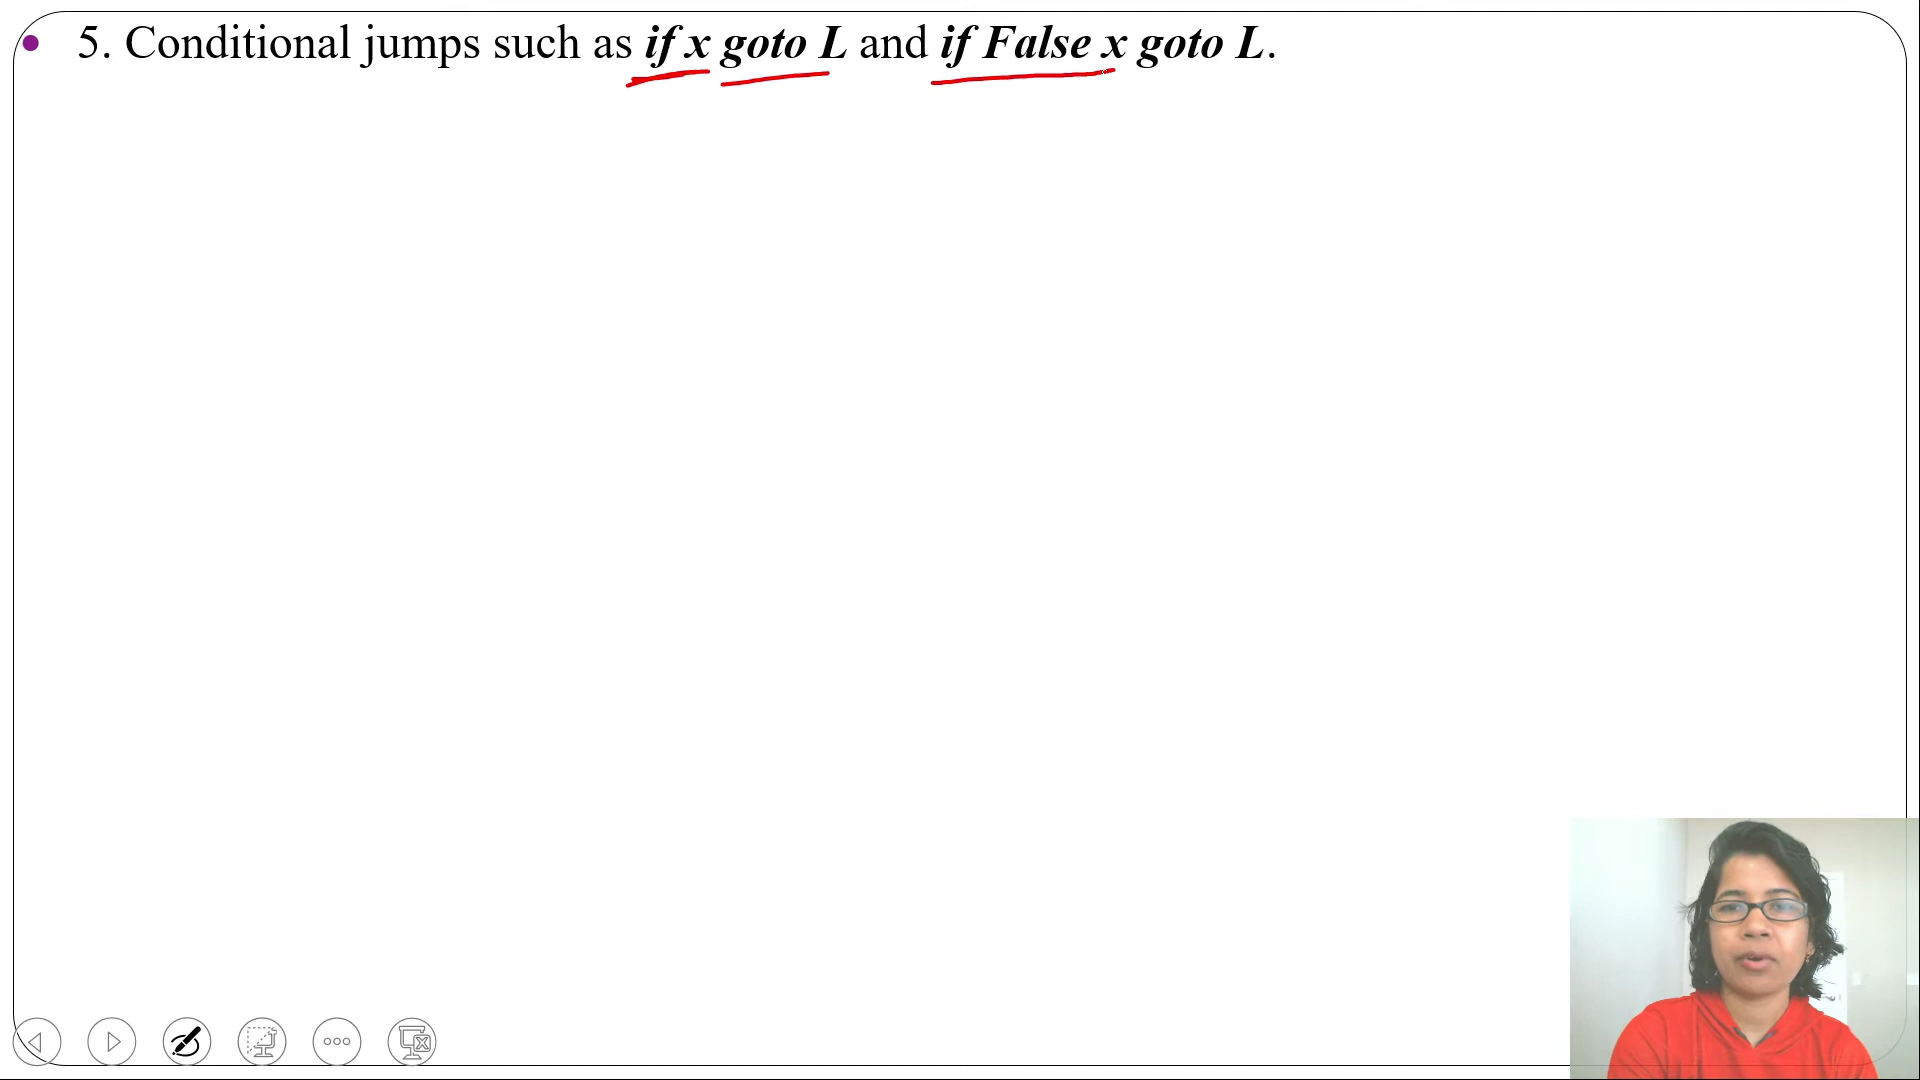 5. Conditional jumps such as if x goto L and if False x goto L.